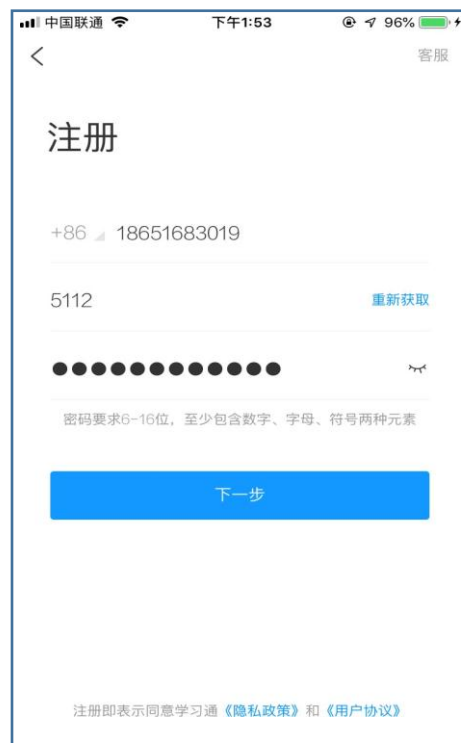 中国联通 下午1:53 96%
客服
注册
+86 18651683019
5112 重新获取
●●●●●●●●●●●●
密码要求6-16位，至少包含数字、字母、符号两种元素
下一步
注册即表示同意学习通《隐私政策》和《用户协议》